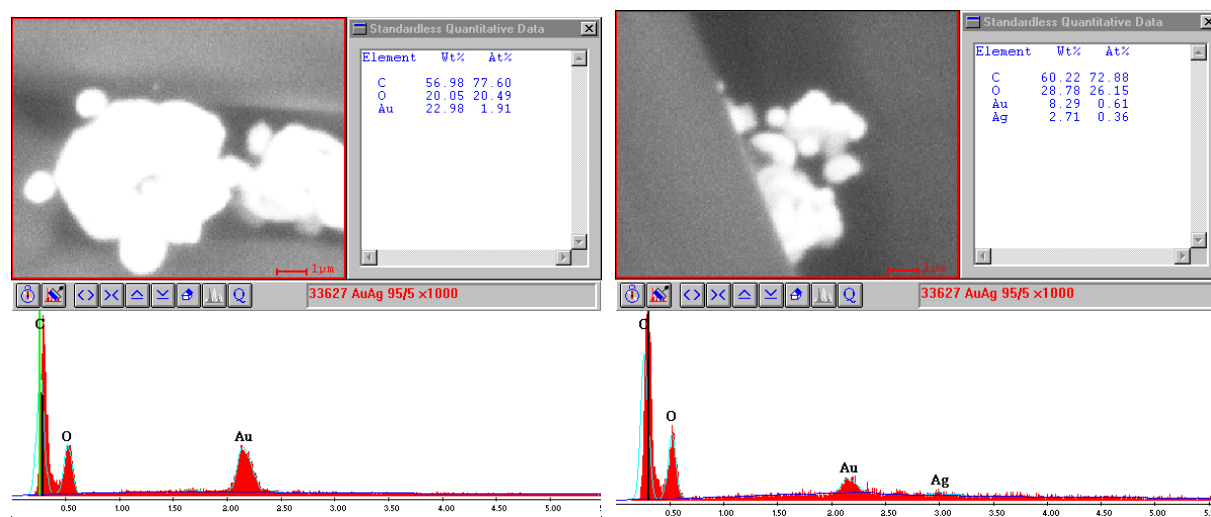 Standardless Quantitative Data
Element Wt% At%
C 56.98 77.60
O 20.05 20.49
Au 22.98 1.91
1µm
33627 AuAg 95/5 x1000
C
O
Au
0.50 1.00 1.50 2.00 2.50 3.00 3.50 4.00 4.50 5.00
Standardless Quantitative Data
Element Wt% At%
C 60.22 72.88
O 28.78 26.15
Au 8.29 0.61
Ag 2.71 0.36
1µm
Q
33627 AuAg 95/5 x1000
C
O
Au
Ag
0.50 1.00 1.50 2.00 2.50 3.00 3.50 4.00 4.50